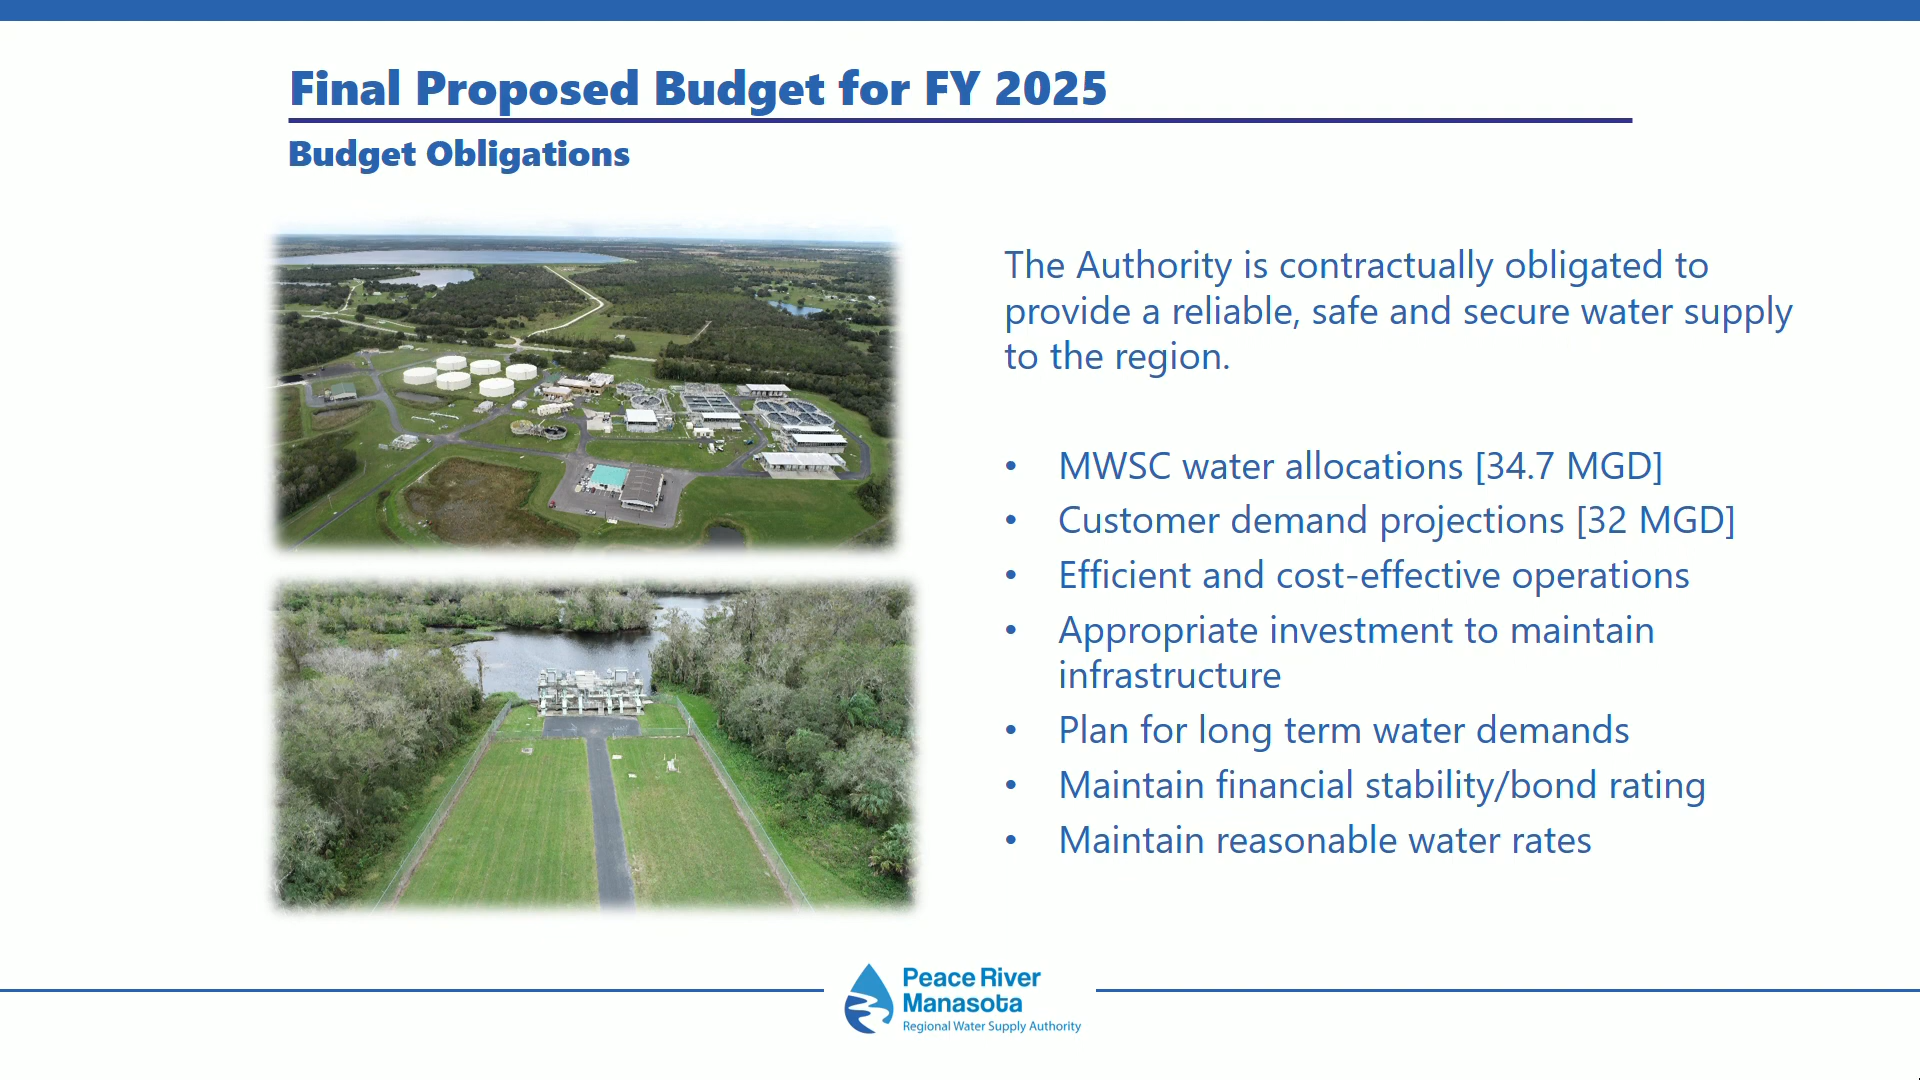 Final Proposed Budget for FY 2025
Budget Obligations
The Authority is contractually obligated to
provide a reliable, safe and secure water supply
to the region.
• MWSC water allocations [34.7 MGD]
• Customer demand projections [32 MGD]
• Efficient and cost-effective operations
• Appropriate investment to maintain
infrastructure
• Plan for long term water demands
• Maintain financial stability/bond rating
• Maintain reasonable water rates
Peace River
Manasota
Regional Water Supply Authority